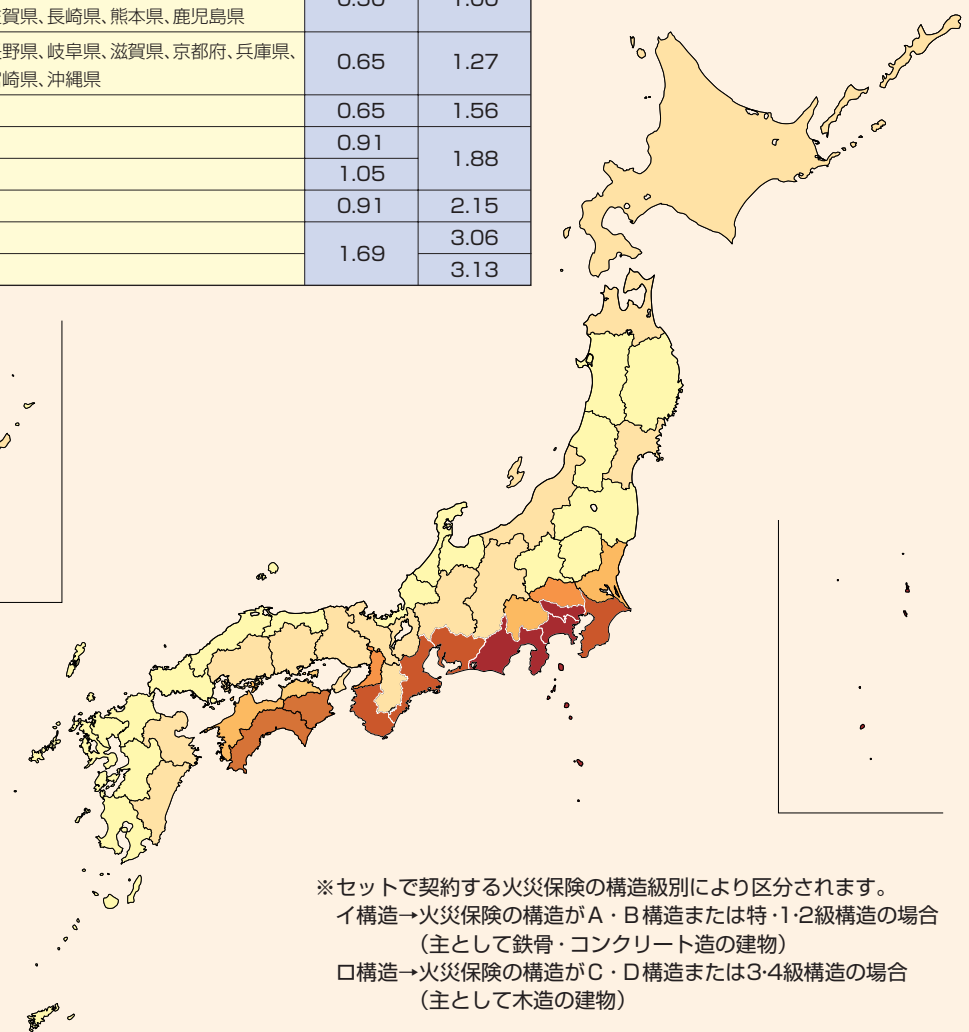 賀県、長崎県、熊本県、鹿児島県
野県、岐阜県、滋賀県、京都府、兵庫県、 0.65 1.27
崎県、沖縄県
0.65 1.56
0.91 1.88
1.05
0.91 2.15
1.69 3.06
3.13
※セットで契約する火災保険の構造級別により区分されます。
イ構造→火災保険の構造がA・B構造または特・1・2級構造の場合
(主として鉄骨・コンクリート造の建物)
ロ構造→火災保険の構造がC・D構造または3・4級構造の場合
(主として木造の建物)